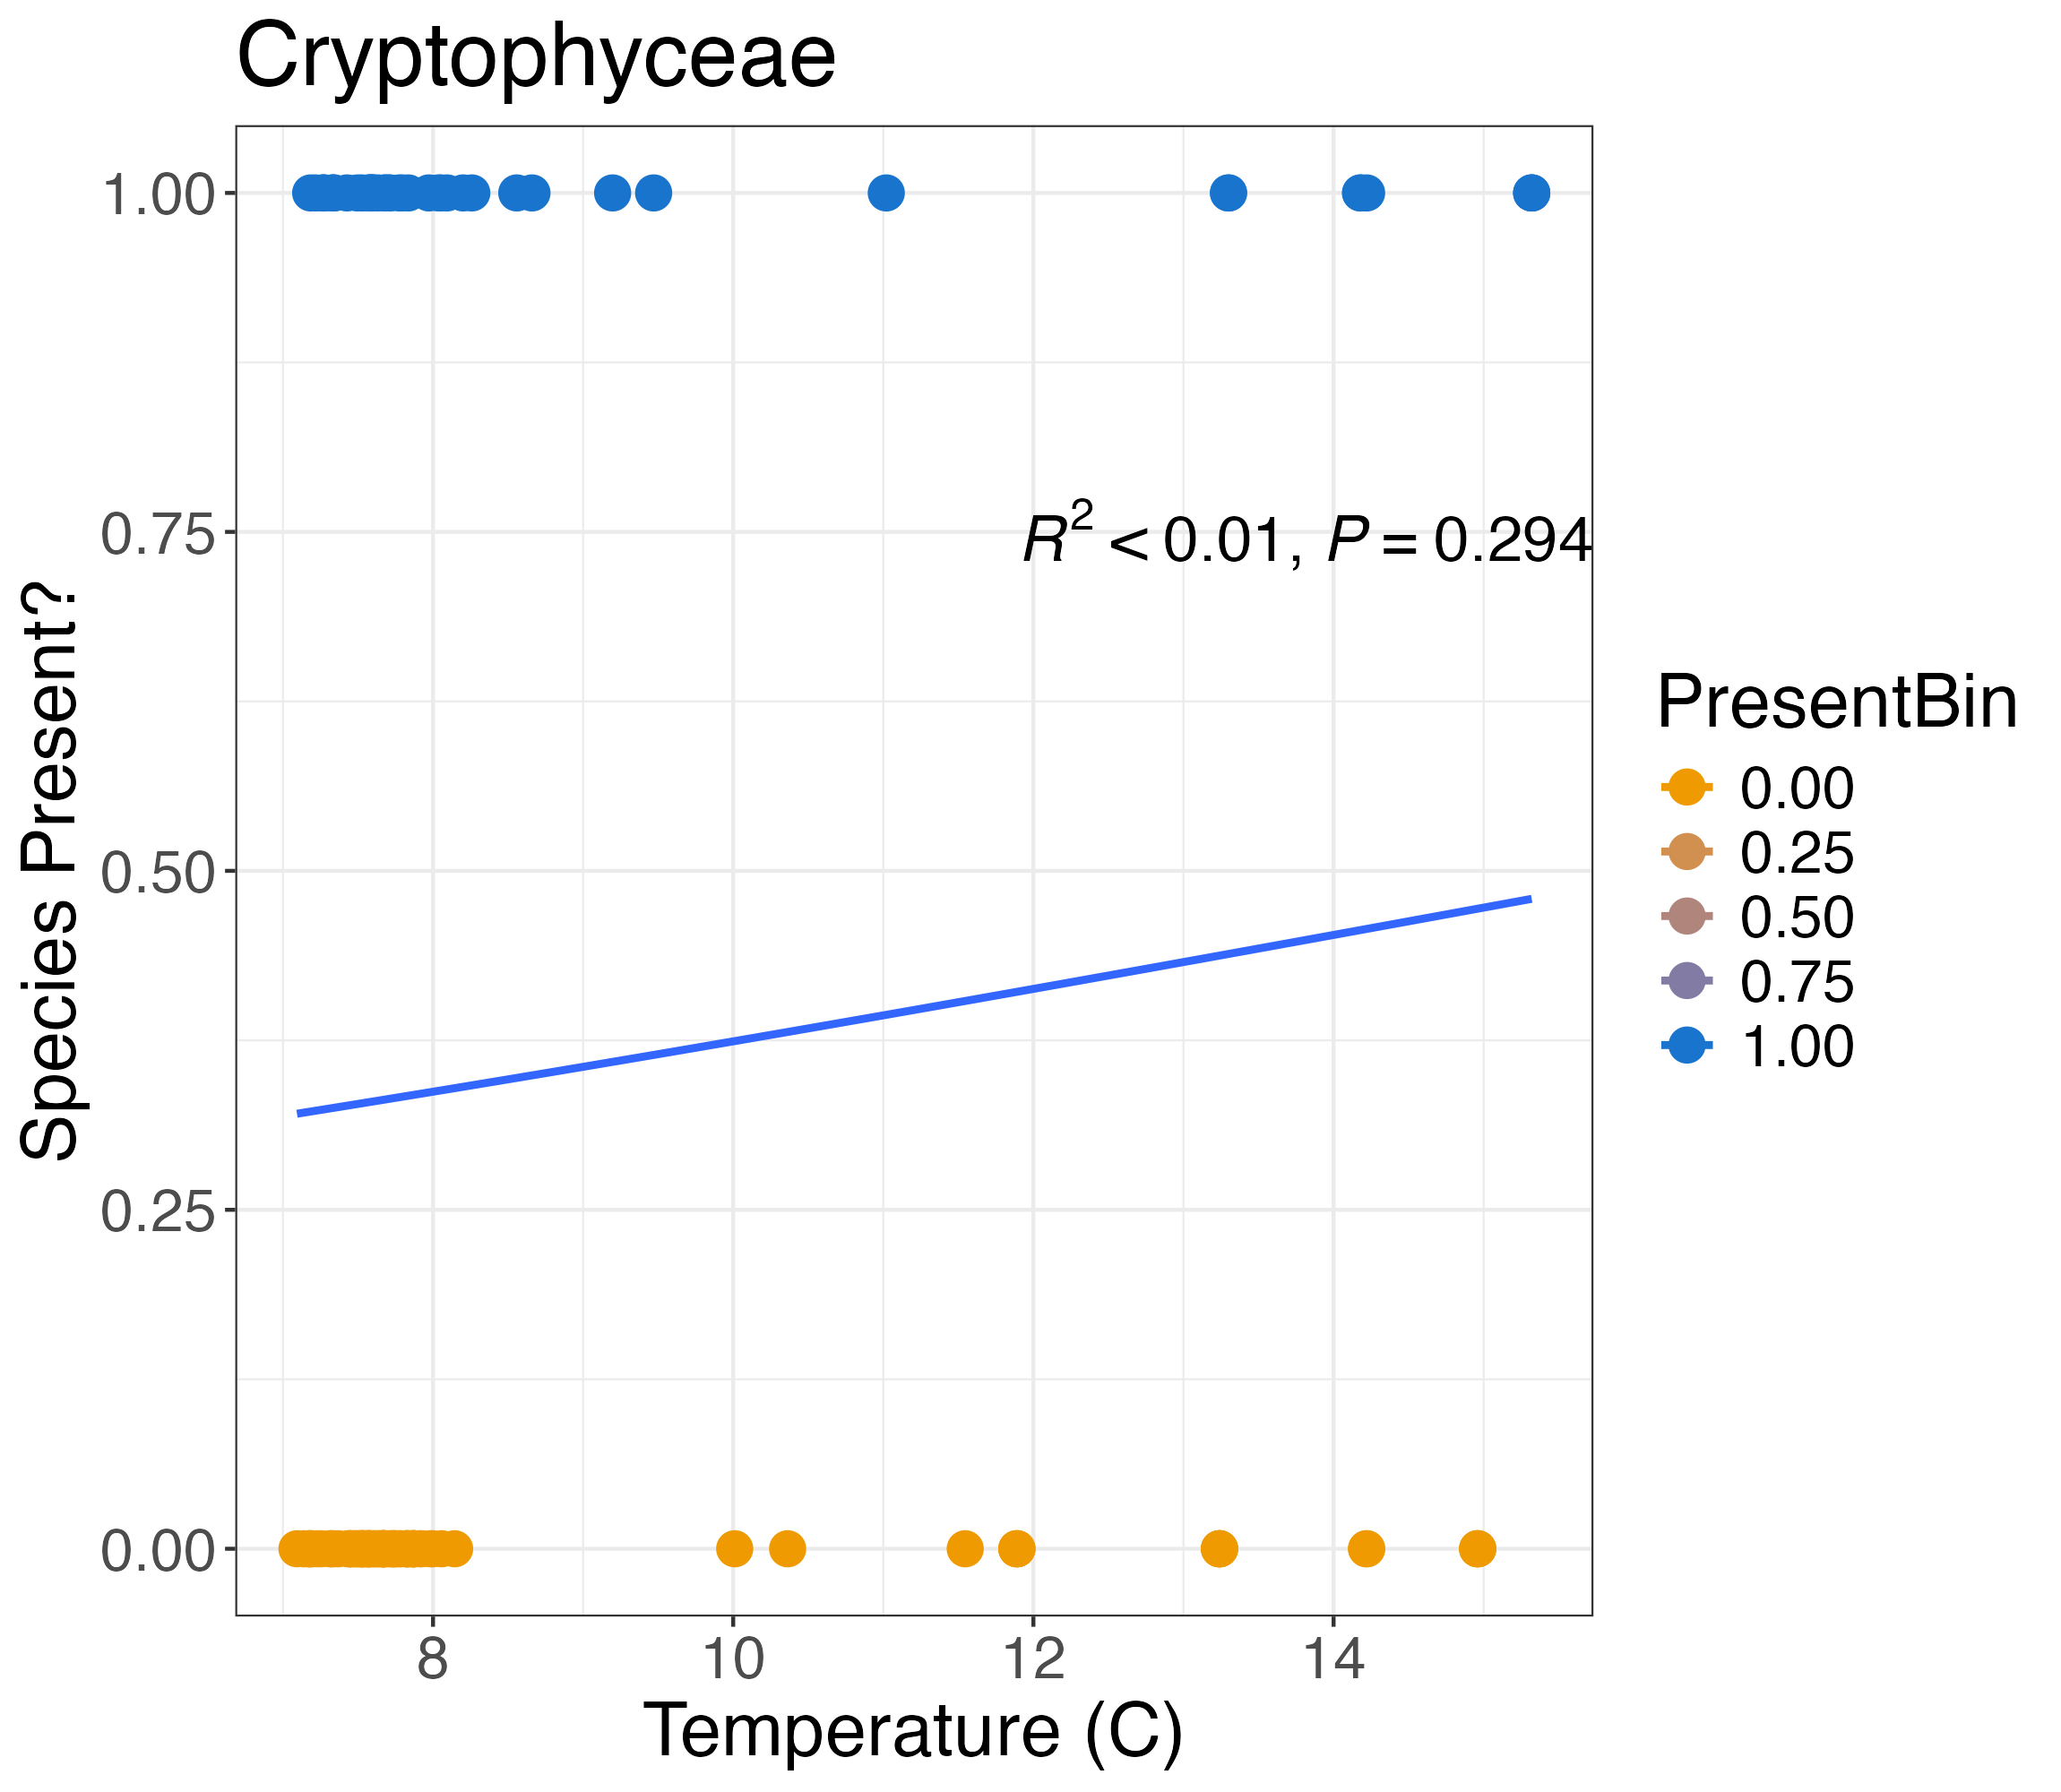 Cryptophyceae
1.00
0.75
0.50
0.25
0.00
Species Present?
R² < 0.01, P = 0.294
8 10 12 14
Temperature (C)
PresentBin
0.00
0.25
0.50
0.75
1.00